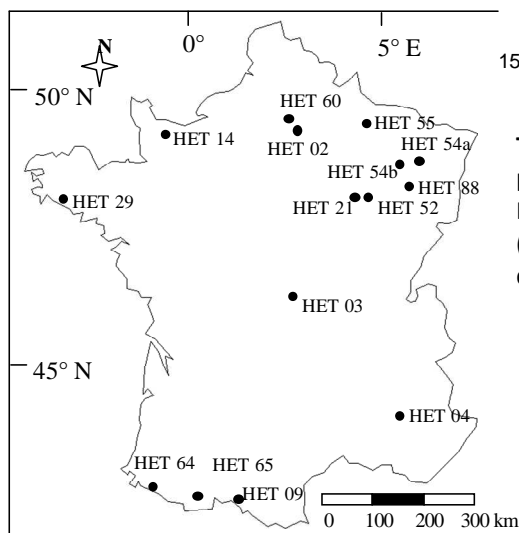 0° 5° E
15
N
50° N
HET 60
HET 55
HET 14
HET 02
HET 54a
HET 54b
HET 88
HET 29
HET 21
HET 52
HET 03
45° N
HET 04
HET 64
HET 65
HET 09
0 100 200 300 km